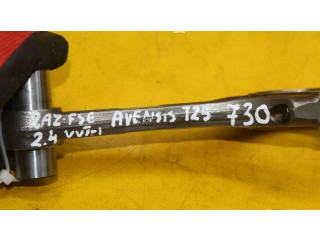 2AZ-FSE AVENSIS T25 730
2.4 VVT-i